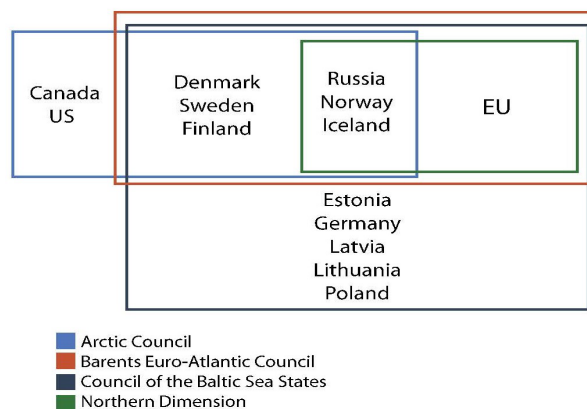 Canada
US
Denmark
Sweden
Finland
Russia
Norway
Iceland
EU
Estonia
Germany
Latvia
Lithuania
Poland
Arctic Council
Barents Euro-Atlantic Council
Council of the Baltic Sea States
Northern Dimension